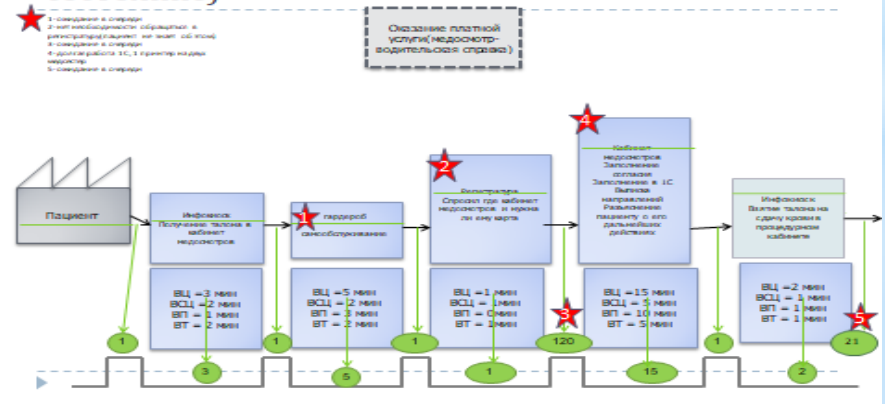 1-ожидание в очереди
2-нет необходимости обращаться в
регистратуру(пациент не знает об этом)
3-ожидание в очереди
4-долгая работа 1С, 1 принтер на двух
медсестер
5-ожидание в очереди
Оказание платной
услуги(медосмотр-
водительская справка)
Пациент
Инфокиоск
Получение талона в
кабинет
медосмотров
1
гардероб
самообслуживание
2
Регистратура
Спросил где кабинет
медосмотров и нужна
ли ему карта
4
Кабинет
медосмотров
Заполнение
согласия
Заполнение в 1С
Выписка
направлений
Разъяснение
пациенту о его
дальнейших
действиях
Инфокиоск
Взятие талона на
сдачу крови в
процедурном
кабинете
ВЦ =3 мин
ВСЦ =2 мин
ВП = 1 мин
ВТ = 2 мин
ВЦ =5 мин
ВСЦ = 2 мин
ВП = 3 мин
ВТ = 2 мин
ВЦ =1 мин
ВСЦ = 1мин
ВП = 0мин
ВТ = 1мин
ВЦ =15 мин
ВСЦ = 5 мин
ВП = 10 мин
ВТ = 5 мин
ВЦ =2 мин
ВСЦ = 1 мин
ВП = 1 мин
ВТ = 1 мин
3
5
1
1
1
120
1
21
3
5
1
15
2